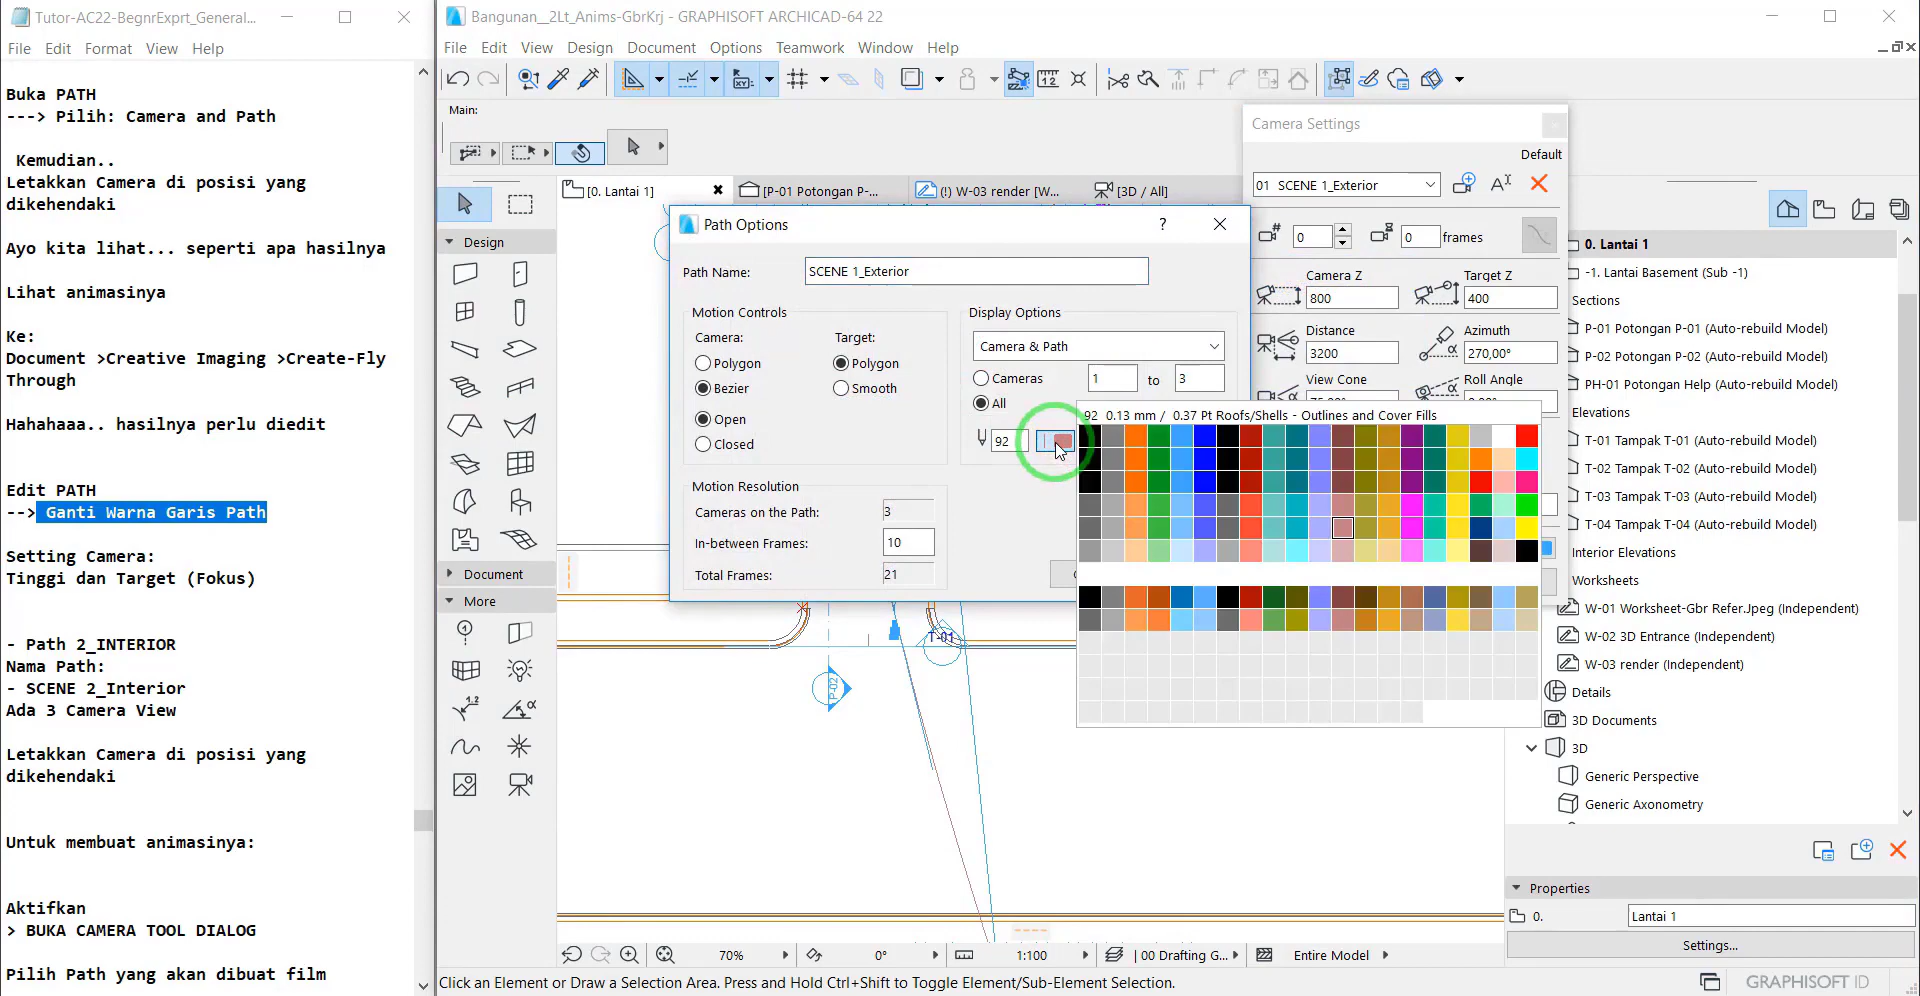 Tutor-AC22-BegnrExprt_General...
File Edit Format View Help
Buka PATH
---> Pilih: Camera and Path
Kemudian..
Letakkan Camera di posisi yang
dikehendaki
Ayo kita lihat... seperti apa hasilnya
Lihat animasinya
Ke:
Document >Creative Imaging >Create-Fly
Through
Hahahaaa.. hasilnya perlu diedit
Edit PATH
--> Ganti Warna Garis Path
Setting Camera:
Tinggi dan Target (Fokus)
- Path 2_INTERIOR
Nama Path:
- SCENE 2_Interior
Ada 3 Camera View
Letakkan Camera di posisi yang
dikehendaki
Untuk membuat animasinya:
Aktifkan
> BUKA CAMERA TOOL DIALOG
Pilih Path yang akan dibuat film
Bangunan__2Lt_Anims-GbrKrj - GRAPHISOFT ARCHICAD-64 22
File Edit View Design Document Options Teamwork Window Help
Main:
[0. Lantai 1]
[P-01 Potongan P-...
(!) W-03 render [W...
[3D / All]
Design
Document
More
Path Options
?
Path Name: SCENE 1_Exterior
Motion Controls
Camera: Target:
Polygon Polygon
Bezier Smooth
Open
Closed
Motion Resolution
Cameras on the Path: 3
In-between Frames: 10
Total Frames: 21
Display Options
Camera & Path
Cameras 1 to 3
All
92
92 0.13 mm / 0.37 Pt Roofs/Shells - Outlines and Cover Fills
Camera Settings
Default
01 SCENE 1_Exterior
0 0 frames
Camera Z Target Z
800 400
Distance Azimuth
3200 270,00°
View Cone Roll Angle
T-01
P-02
0. Lantai 1
-1. Lantai Basement (Sub -1)
Sections
P-01 Potongan P-01 (Auto-rebuild Model)
P-02 Potongan P-02 (Auto-rebuild Model)
PH-01 Potongan Help (Auto-rebuild Model)
Elevations
T-01 Tampak T-01 (Auto-rebuild Model)
T-02 Tampak T-02 (Auto-rebuild Model)
T-03 Tampak T-03 (Auto-rebuild Model)
T-04 Tampak T-04 (Auto-rebuild Model)
Interior Elevations
Worksheets
W-01 Worksheet-Gbr Refer.Jpeg (Independent)
W-02 3D Entrance (Independent)
W-03 render (Independent)
Details
3D Documents
3D
Generic Perspective
Generic Axonometry
Properties
0. Lantai 1
Settings...
70% 0° 1:100 00 Drafting G... Entire Model
Click an Element or Draw a Selection Area. Press and Hold Ctrl+Shift to Toggle Element/Sub-Element Selection.
GRAPHISOFT ID